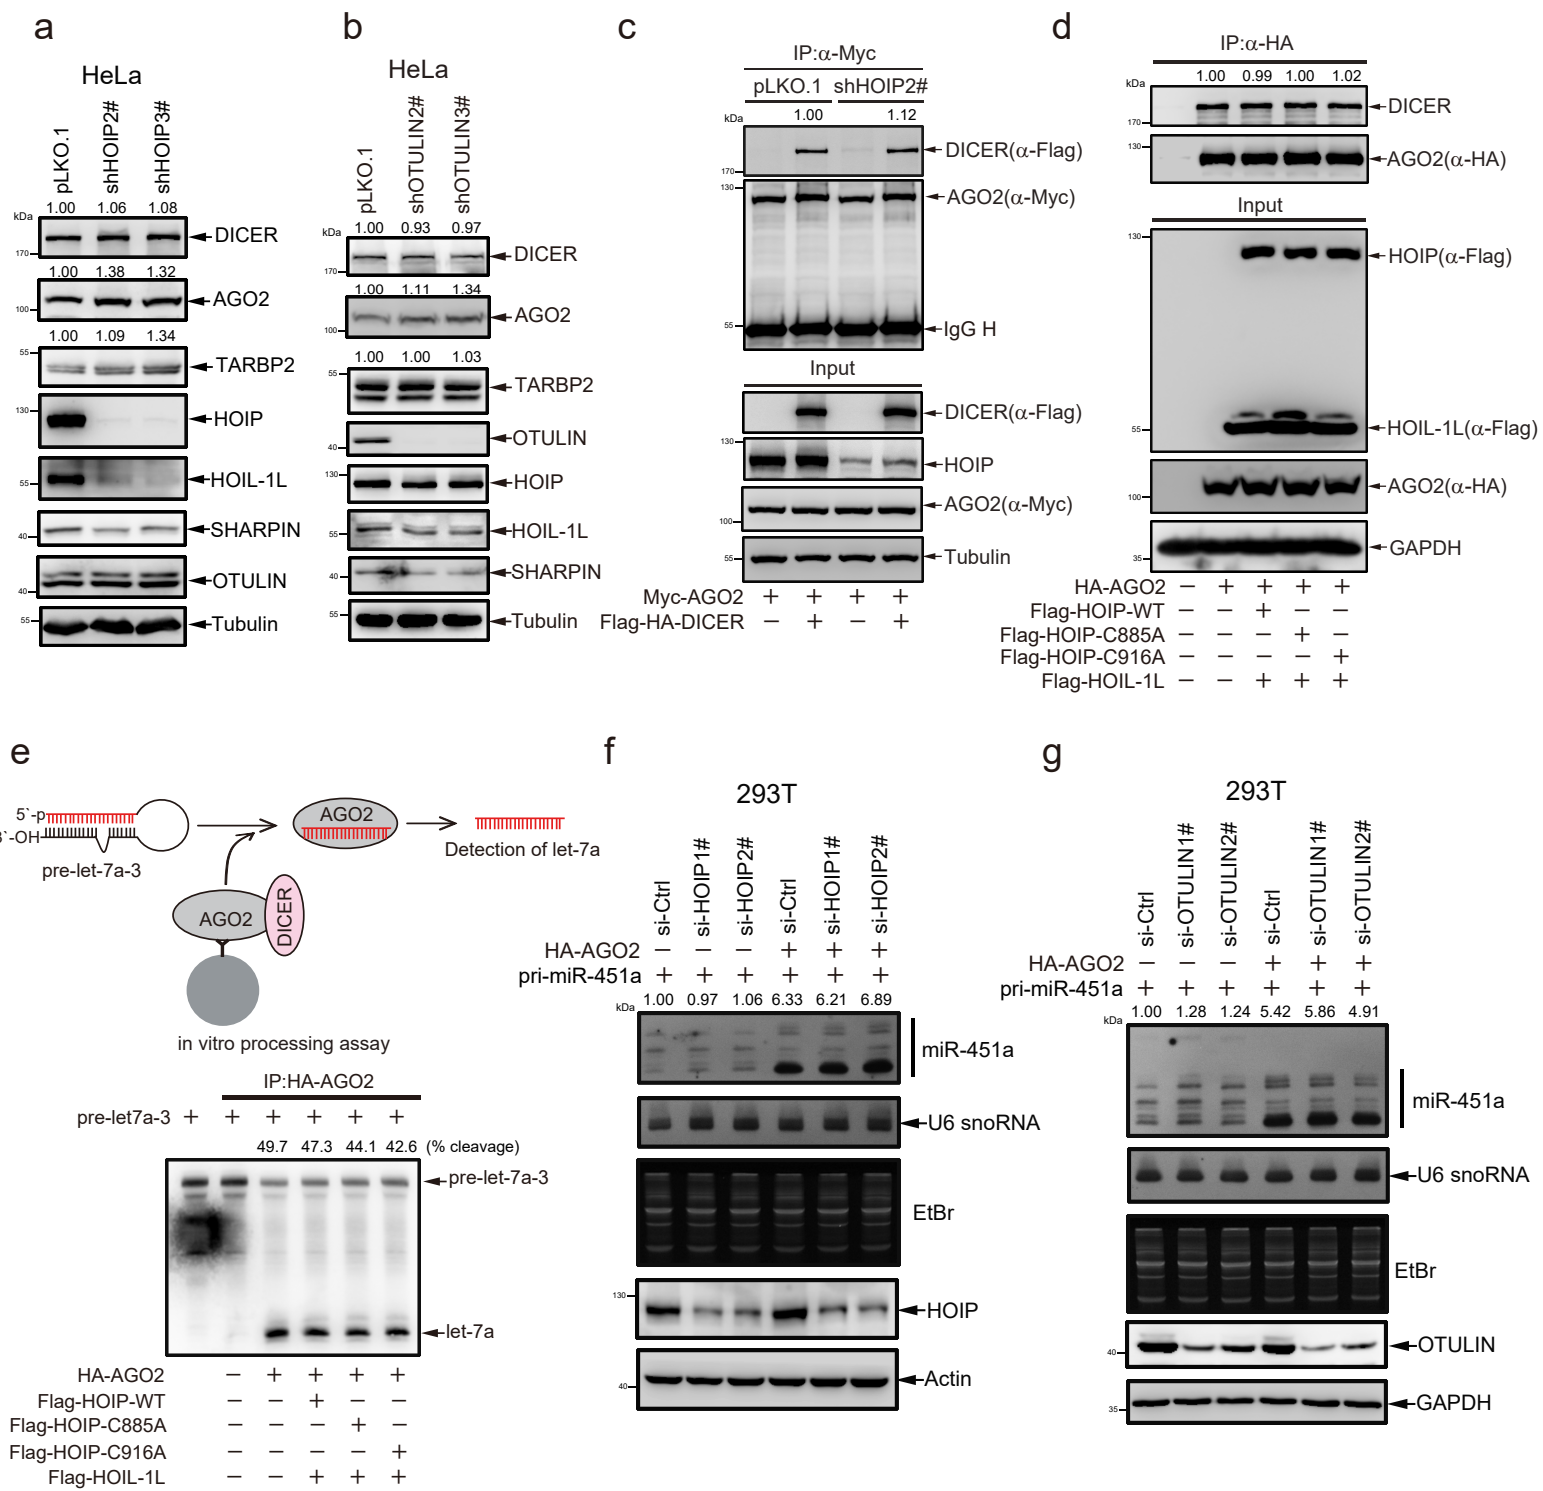 a
HeLa
pLKO.1
shHOIP2#
shHOIP3#
kDa
1.00 1.06 1.08
DICER
170
1.00 1.38 1.32
AGO2
100
1.00 1.09 1.34
55
TARBP2
130
HOIP
55
HOIL-1L
SHARPIN
40
OTULIN
40
55
Tubulin
b
HeLa
pLKO.1
shOTULIN2#
shOTULIN3#
kDa
1.00 0.93 0.97
DICER
170
1.00 1.11 1.34
AGO2
100
1.00 1.00 1.03
55
TARBP2
OTULIN
40
130
HOIP
55
HOIL-1L
40
SHARPIN
55
Tubulin
c
IP:α-Myc
pLKO.1 shHOIP2#
kDa
1.00 1.12
DICER(α-Flag)
170
130
AGO2(α-Myc)
55
IgG H
Input
DICER(α-Flag)
130
HOIP
AGO2(α-Myc)
100
55
Tubulin
Myc-AGO2 + + + +
Flag-HA-DICER − + − +
d
IP:α-HA
kDa
1.00 0.99 1.00 1.02
DICER
170
130
AGO2(α-HA)
Input
130
HOIP(α-Flag)
55
HOIL-1L(α-Flag)
AGO2(α-HA)
100
GAPDH
35
HA-AGO2 − + + + +
Flag-HOIP-WT − − + − −
Flag-HOIP-C885A − − − + −
Flag-HOIP-C916A − − − − +
Flag-HOIL-1L − − + + +
e
5`-p
3`-OH
pre-let-7a-3
AGO2
Detection of let-7a
AGO2
DICER
in vitro processing assay
IP:HA-AGO2
pre-let7a-3 + + + + + +
49.7 47.3 44.1 42.6 (% cleavage)
pre-let-7a-3
let-7a
HA-AGO2 − + + + +
Flag-HOIP-WT − − + − −
Flag-HOIP-C885A − − − + −
Flag-HOIP-C916A − − − − +
Flag-HOIL-1L − − + + +
f
293T
si-Ctrl
si-HOIP1#
si-HOIP2#
si-Ctrl
si-HOIP1#
si-HOIP2#
HA-AGO2 − − − + + +
pri-miR-451a + + + + + +
kDa
1.00 0.97 1.06 6.33 6.21 6.89
miR-451a
U6 snoRNA
EtBr
130
HOIP
40
Actin
g
293T
si-Ctrl
si-OTULIN1#
si-OTULIN2#
si-Ctrl
si-OTULIN1#
si-OTULIN2#
HA-AGO2 − − − + + +
pri-miR-451a + + + + + +
kDa
1.00 1.28 1.24 5.42 5.86 4.91
miR-451a
U6 snoRNA
EtBr
40
OTULIN
35
GAPDH